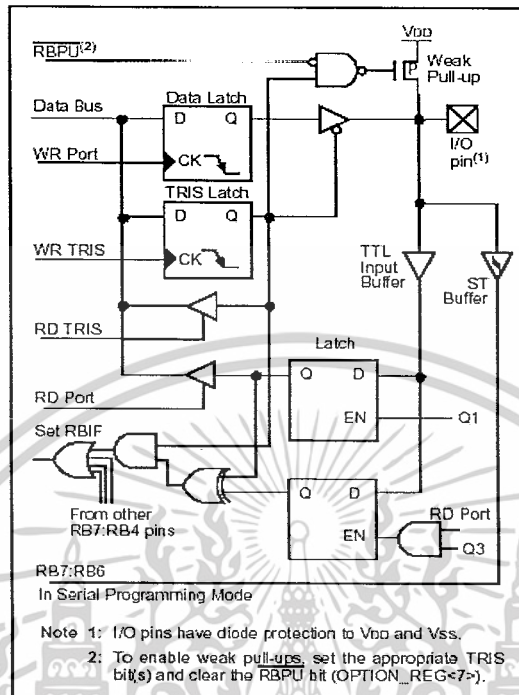 VDD
RBPU(2)
Weak
Pull-up
P
Data Bus
Data Latch
D Q
I/O
pin(1)
WR Port
CK
TRIS Latch
D Q
WR TRIS
CK
TTL
Input
Buffer
ST
Buffer
RD TRIS
Latch
Q D
RD Port
EN
Q1
Set RBIF
Q D
From other
RB7:RB4 pins
RD Port
EN
Q3
RB7:RB6
In Serial Programming Mode
Note 1: I/O pins have diode protection to VDD and VSS.
2: To enable weak pull-ups, set the appropriate TRIS
bit(s) and clear the RBPU bit (OPTION_REG<7>).